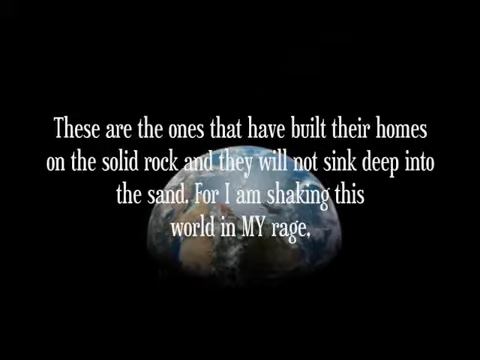 These are the ones that have built their homes
on the solid rock and they will not sink deep into
the sand. For I am shaking this
world in MY rage,